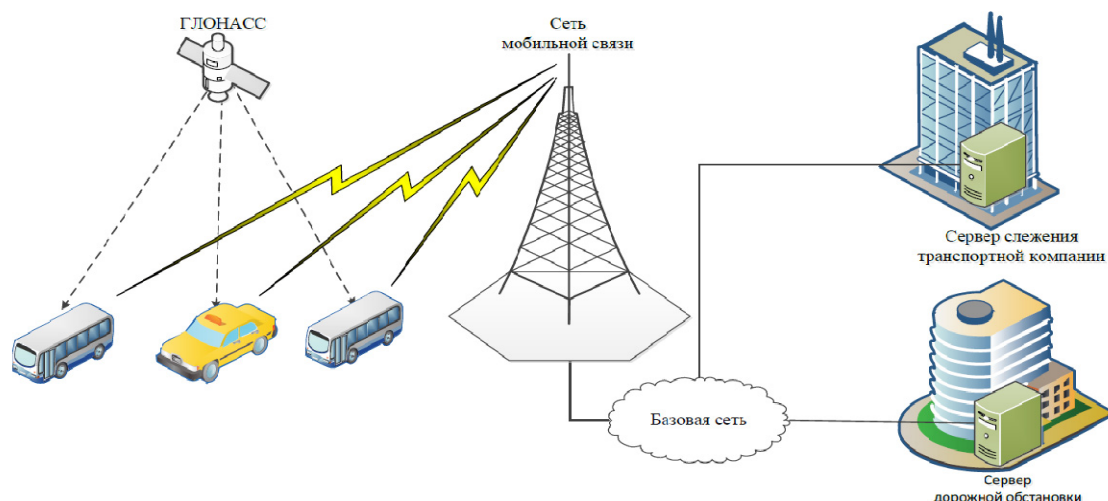 ГЛОНАСС
Сеть
мобильной связи
Сервер слежения
транспортной компании
Базовая сеть
Сервер
дорожной обстановки